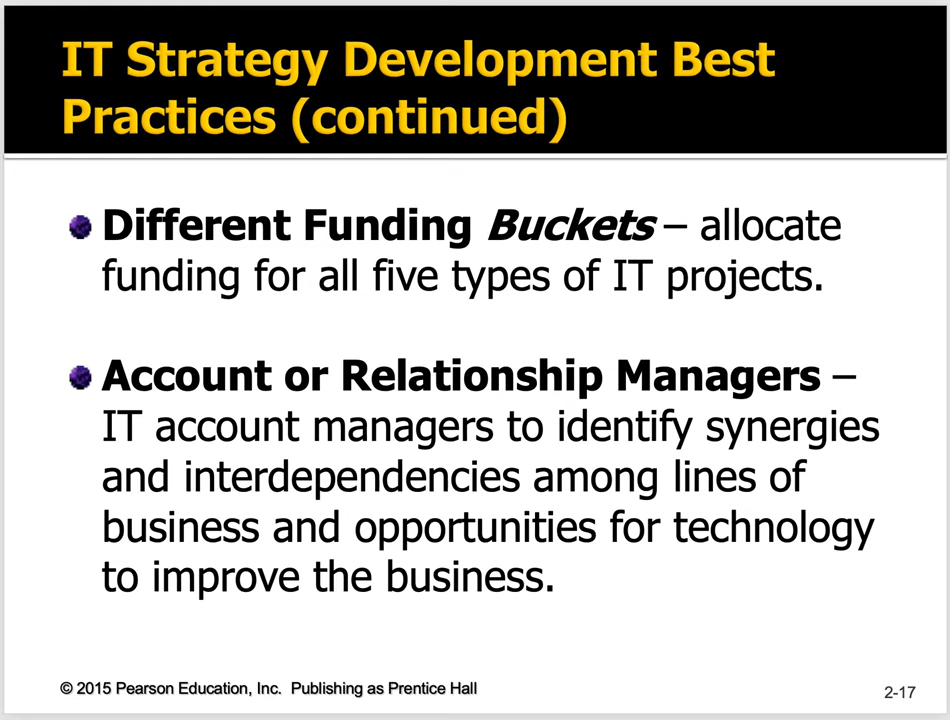 IT Strategy Development Best
Practices (continued)
Different Funding Buckets – allocate
funding for all five types of IT projects.
Account or Relationship Managers –
IT account managers to identify synergies
and interdependencies among lines of
business and opportunities for technology
to improve the business.
© 2015 Pearson Education, Inc.  Publishing as Prentice Hall
2-17